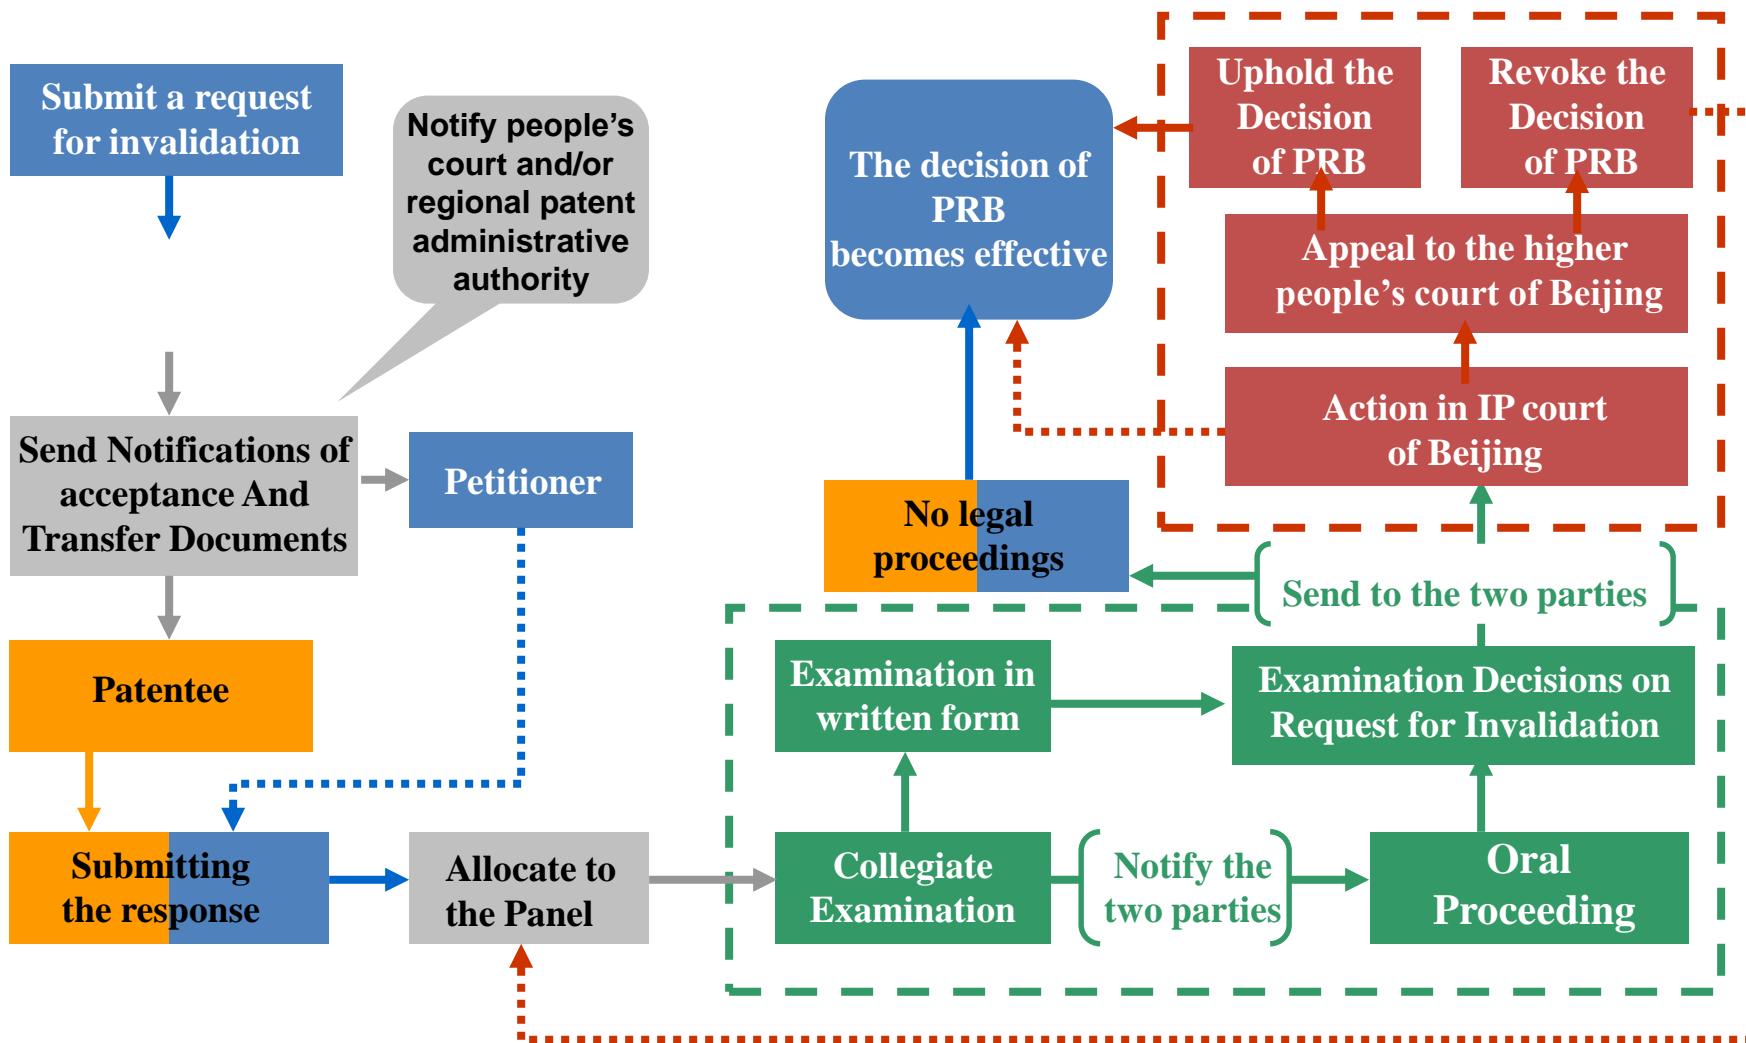 Submit a request
for invalidation
Notify people's
court and/or
regional patent
administrative
authority
Send Notifications of
acceptance And
Transfer Documents
Petitioner
Patentee
Submitting
the response
Allocate to
the Panel
The decision of
PRB
becomes effective
No legal
proceedings
Uphold the
Decision
of PRB
Revoke the
Decision
of PRB
Appeal to the higher
people's court of Beijing
Action in IP court
of Beijing
Send to the two parties
Examination in
written form
Examination Decisions on
Request for Invalidation
Collegiate
Examination
Notify the
two parties
Oral
Proceeding